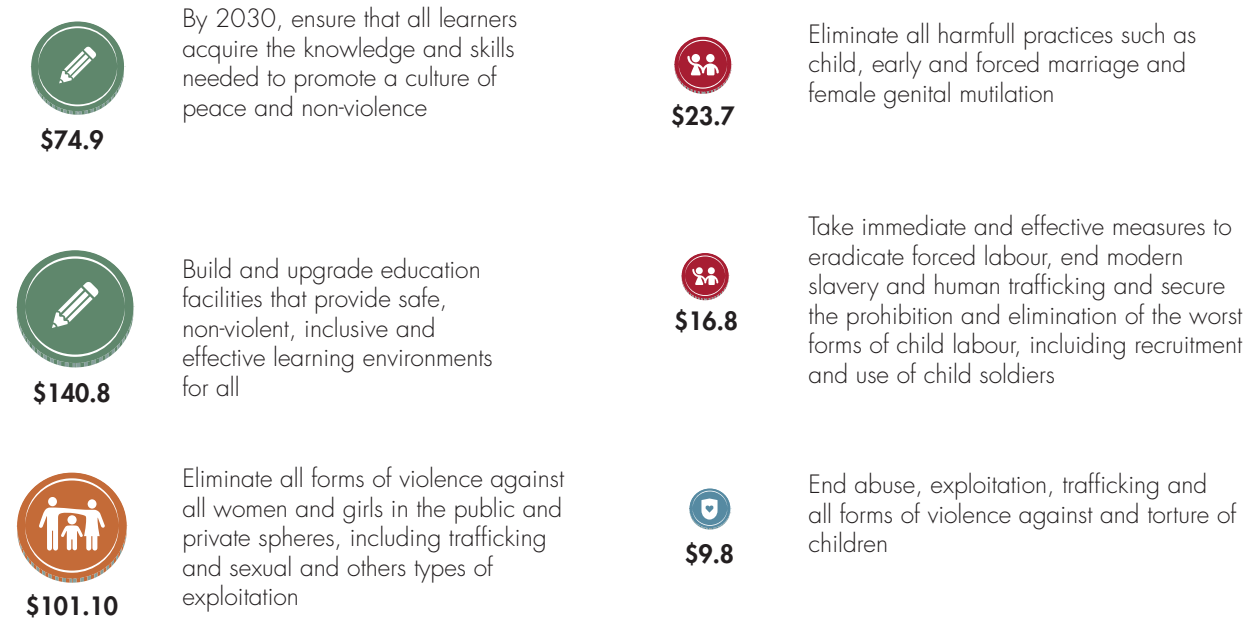 By 2030, ensure that all learners
acquire the knowledge and skills
needed to promote a culture of
peace and non-violence
$74.9
Build and upgrade education
facilities that provide safe,
non-violent, inclusive and
effective learning environments
for all
$140.8
Eliminate all forms of violence against
all women and girls in the public and
private spheres, including trafficking
and sexual and others types of
exploitation
$101.10
Eliminate all harmfull practices such as
child, early and forced marriage and
female genital mutilation
$23.7
Take immediate and effective measures to
eradicate forced labour, end modern
slavery and human trafficking and secure
the prohibition and elimination of the worst
forms of child labour, incluiding recruitment
and use of child soldiers
$16.8
End abuse, exploitation, trafficking and
all forms of violence against and torture of
children
$9.8